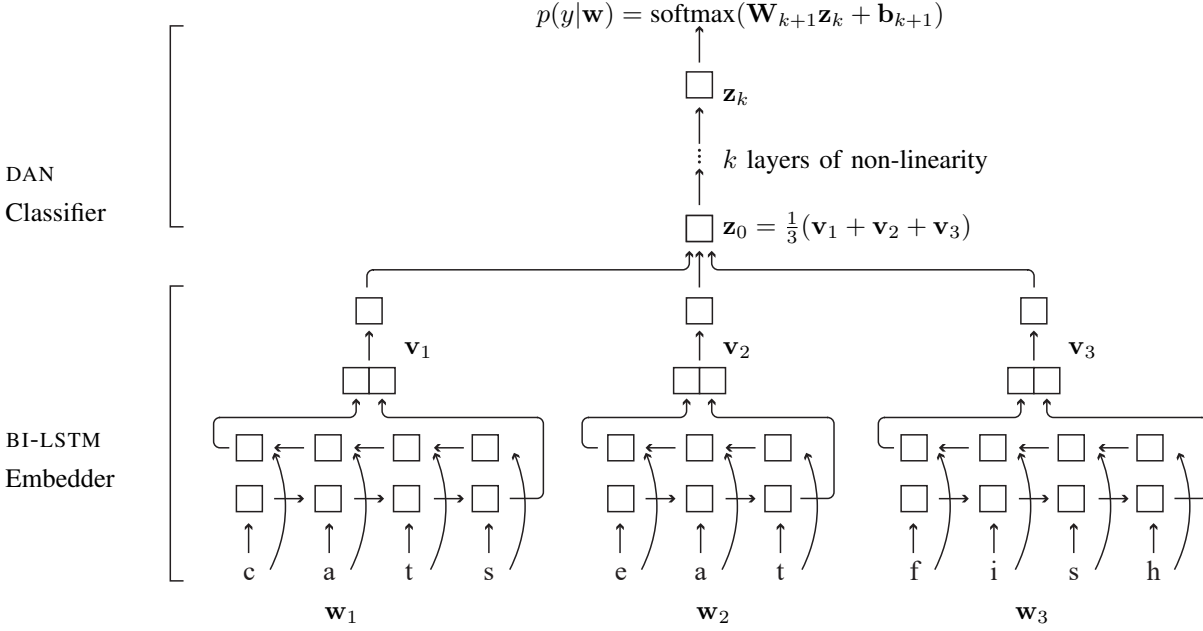 p(y|w) = softmax(W_{k+1}z_k + b_{k+1})
z_k
k layers of non-linearity
DAN
Classifier
z_0 = \frac{1}{3}(v_1 + v_2 + v_3)
v_1 v_2 v_3
BI-LSTM
Embedder
c a t s e a t f i s h
w_1 w_2 w_3